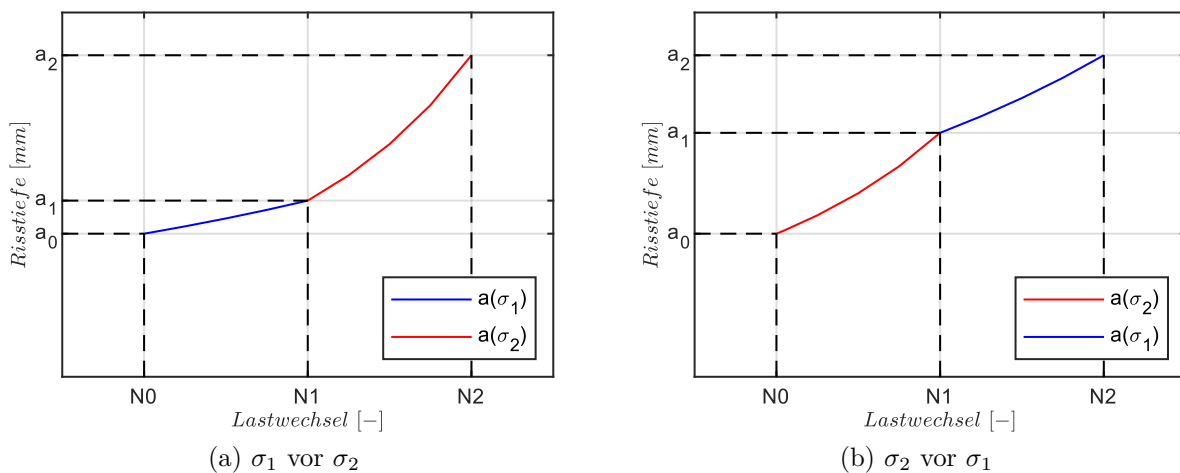 a₂
a₁
a₀
Risstiefe [mm]
N0 N1 N2
Lastwechsel [−]
a(σ₁)
a(σ₂)
(a) σ₁ vor σ₂
a₂
a₁
a₀
Risstiefe [mm]
N0 N1 N2
Lastwechsel [−]
a(σ₂)
a(σ₁)
(b) σ₂ vor σ₁